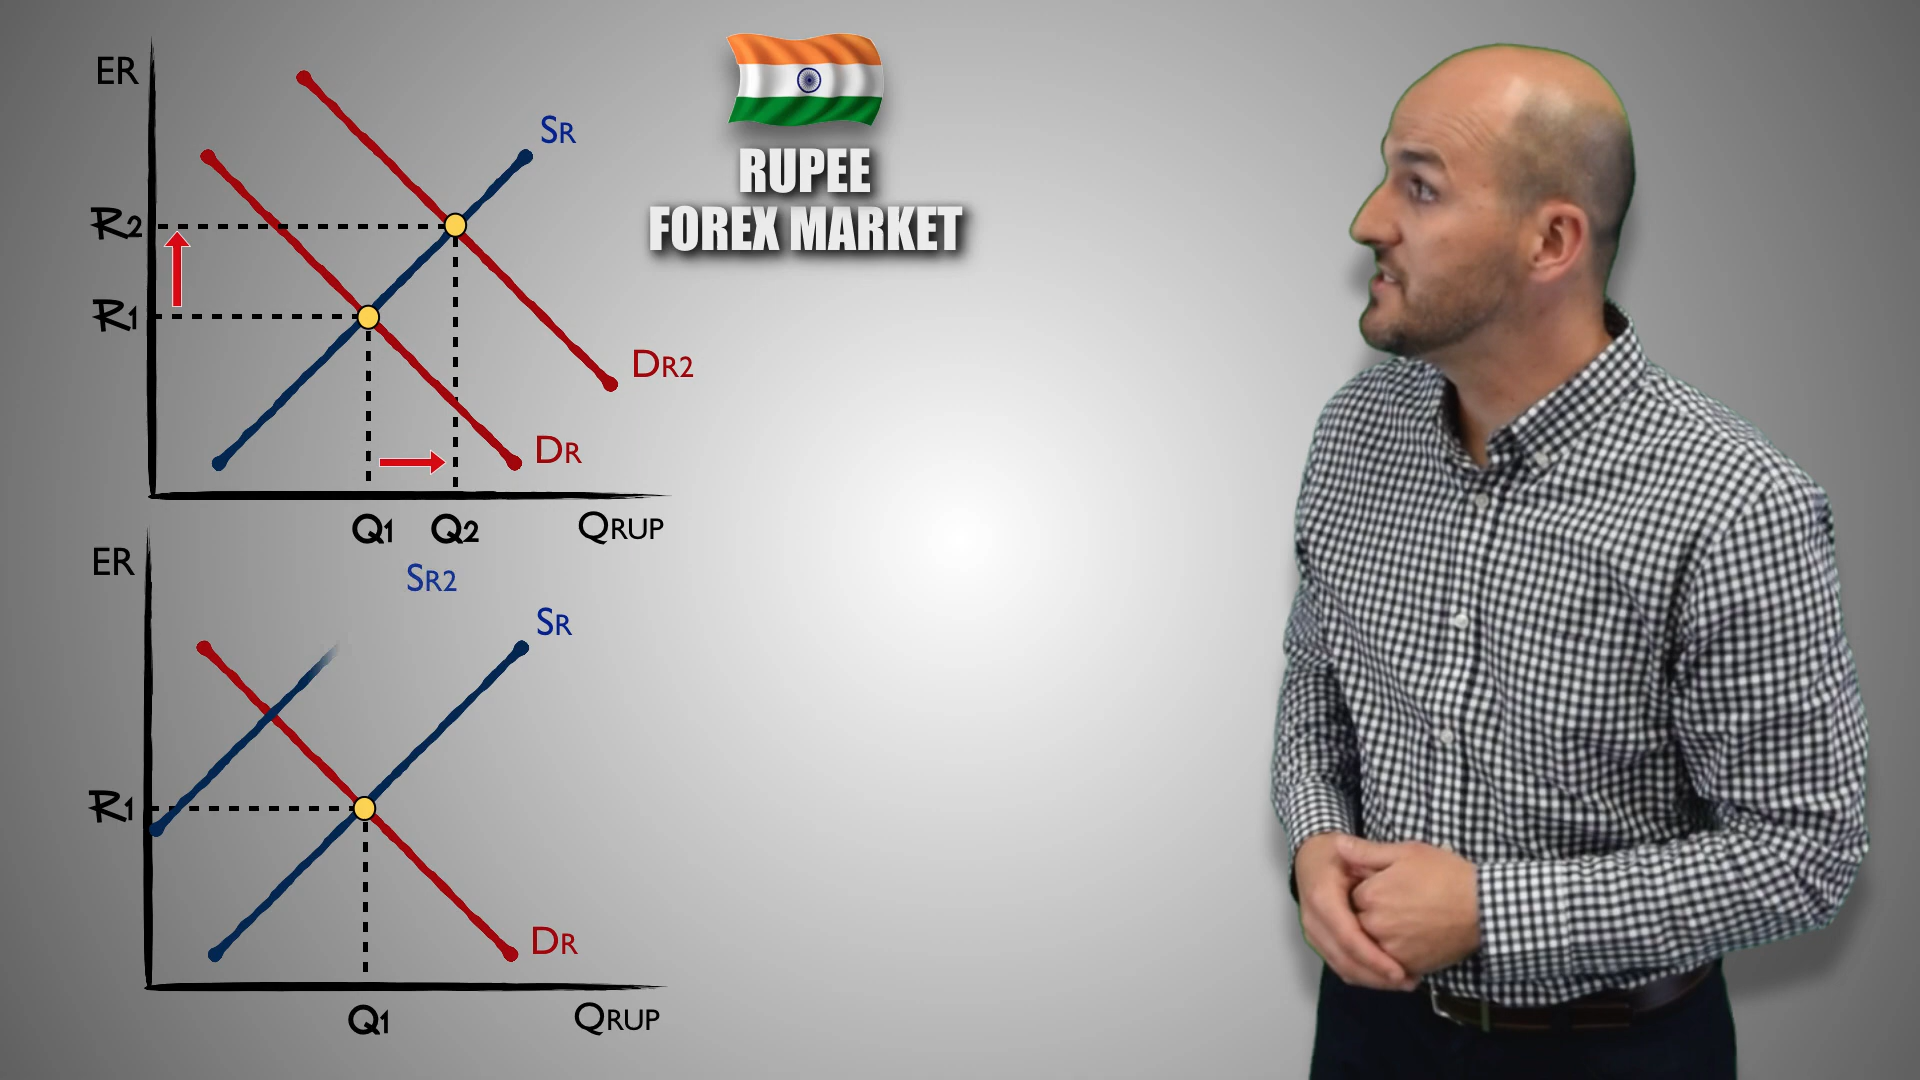 ER
SR
R2
R1
DR2
DR
Q1 Q2 QRUP
RUPEE
FOREX MARKET
ER
SR2
SR
R1
DR
Q1 QRUP